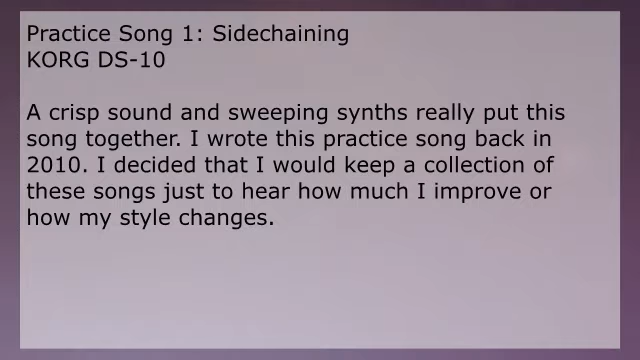 Practice Song 1: Sidechaining
KORG DS-10
A crisp sound and sweeping synths really put this
song together. I wrote this practice song back in
2010. I decided that I would keep a collection of
these songs just to hear how much I improve or
how my style changes.